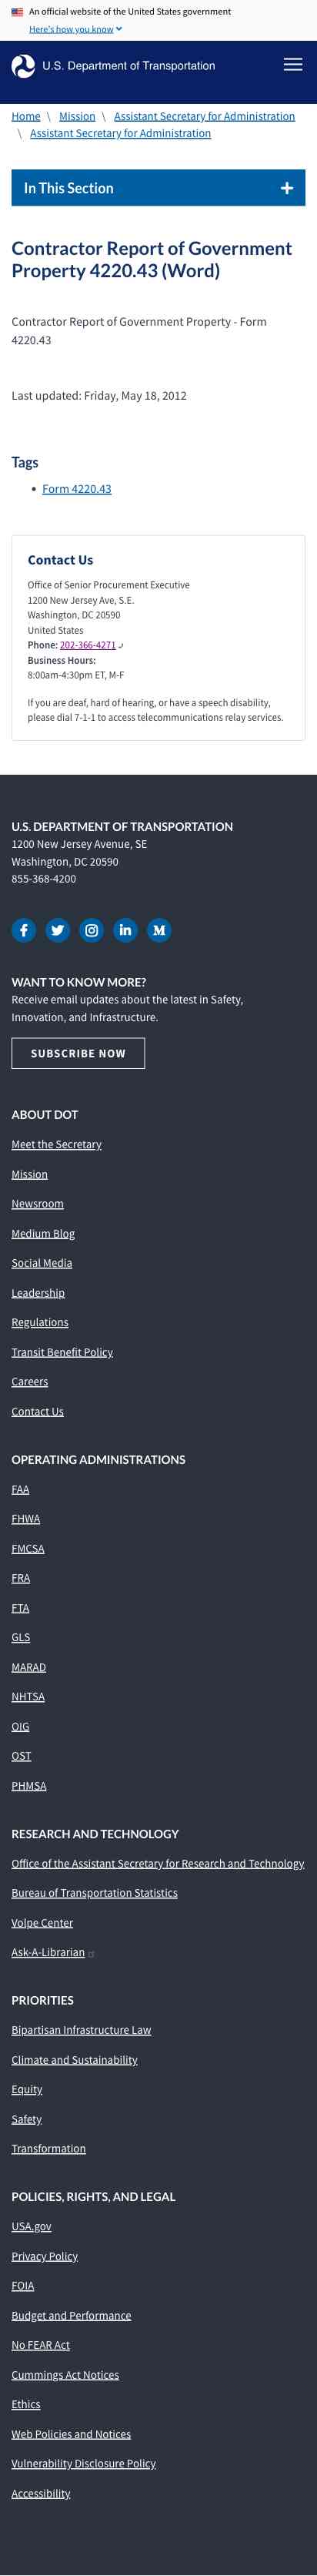 An official website of the United States government
Here's how you know
U.S. Department of Transportation
Home \ Mission \ Assistant Secretary for Administration
\ Assistant Secretary for Administration
In This Section
Contractor Report of Government
Property 4220.43 (Word)
Contractor Report of Government Property - Form
4220.43
Last updated: Friday, May 18, 2012
Tags
• Form 4220.43
Contact Us
Office of Senior Procurement Executive
1200 New Jersey Ave, S.E.
Washington, DC 20590
United States
Phone: 202-366-4271
Business Hours:
8:00am-4:30pm ET, M-F
If you are deaf, hard of hearing, or have a speech disability,
please dial 7-1-1 to access telecommunications relay services.
U.S. DEPARTMENT OF TRANSPORTATION
1200 New Jersey Avenue, SE
Washington, DC 20590
855-368-4200
WANT TO KNOW MORE?
Receive email updates about the latest in Safety,
Innovation, and Infrastructure.
SUBSCRIBE NOW
ABOUT DOT
Meet the Secretary
Mission
Newsroom
Medium Blog
Social Media
Leadership
Regulations
Transit Benefit Policy
Careers
Contact Us
OPERATING ADMINISTRATIONS
FAA
FHWA
FMCSA
FRA
FTA
GLS
MARAD
NHTSA
OIG
OST
PHMSA
RESEARCH AND TECHNOLOGY
Office of the Assistant Secretary for Research and Technology
Bureau of Transportation Statistics
Volpe Center
Ask-A-Librarian
PRIORITIES
Bipartisan Infrastructure Law
Climate and Sustainability
Equity
Safety
Transformation
POLICIES, RIGHTS, AND LEGAL
USA.gov
Privacy Policy
FOIA
Budget and Performance
No FEAR Act
Cummings Act Notices
Ethics
Web Policies and Notices
Vulnerability Disclosure Policy
Accessibility